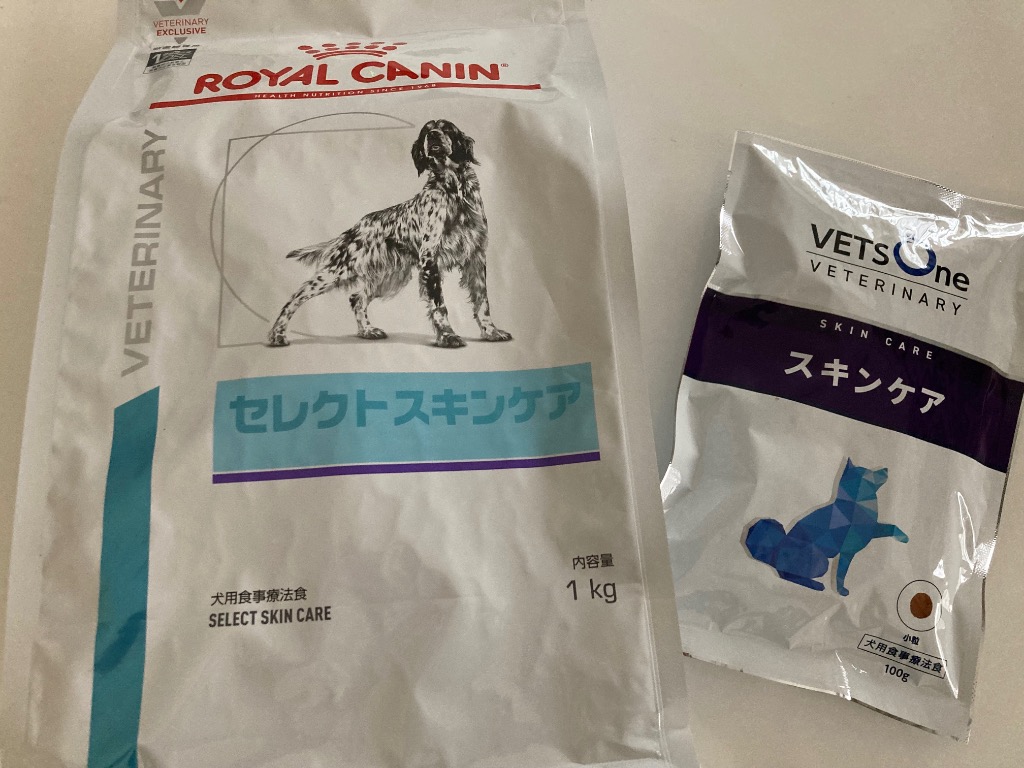 VETERINARY
EXCLUSIVE
ROYAL CANIN®
HEALTH NUTRITION SINCE 1968
VETERINARY
セレクトスキンケア
内容量
1 kg
犬用食事療法食
SELECT SKIN CARE
VETS One
VETERINARY
SKIN CARE
スキンケア
小粒
犬用食事療法食
100g